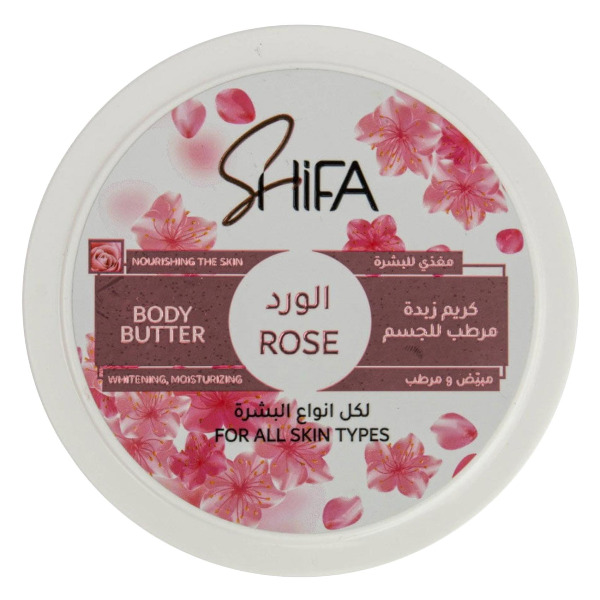 SHiFA
NOURISHING THE SKIN
مغذي للبشرة
BODY
BUTTER
الورد
ROSE
كريم زبدة
مرطب للجسم
WHITENING, MOISTURIZING
مبيّض و مرطب
لكل انواع البشرة
FOR ALL SKIN TYPES